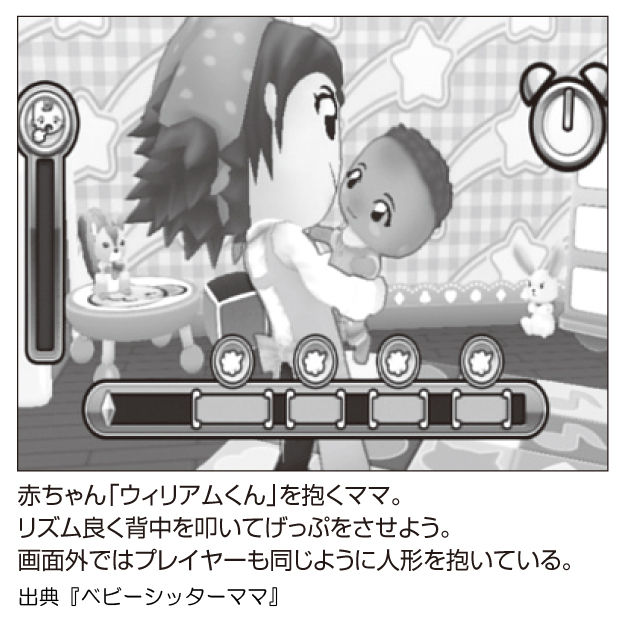 赤ちゃん「ウィリアムくん」を抱くママ。
リズム良く背中を叩いてげっぷをさせよう。
画面外ではプレイヤーも同じように人形を抱いている。
出典『ベビーシッターママ』